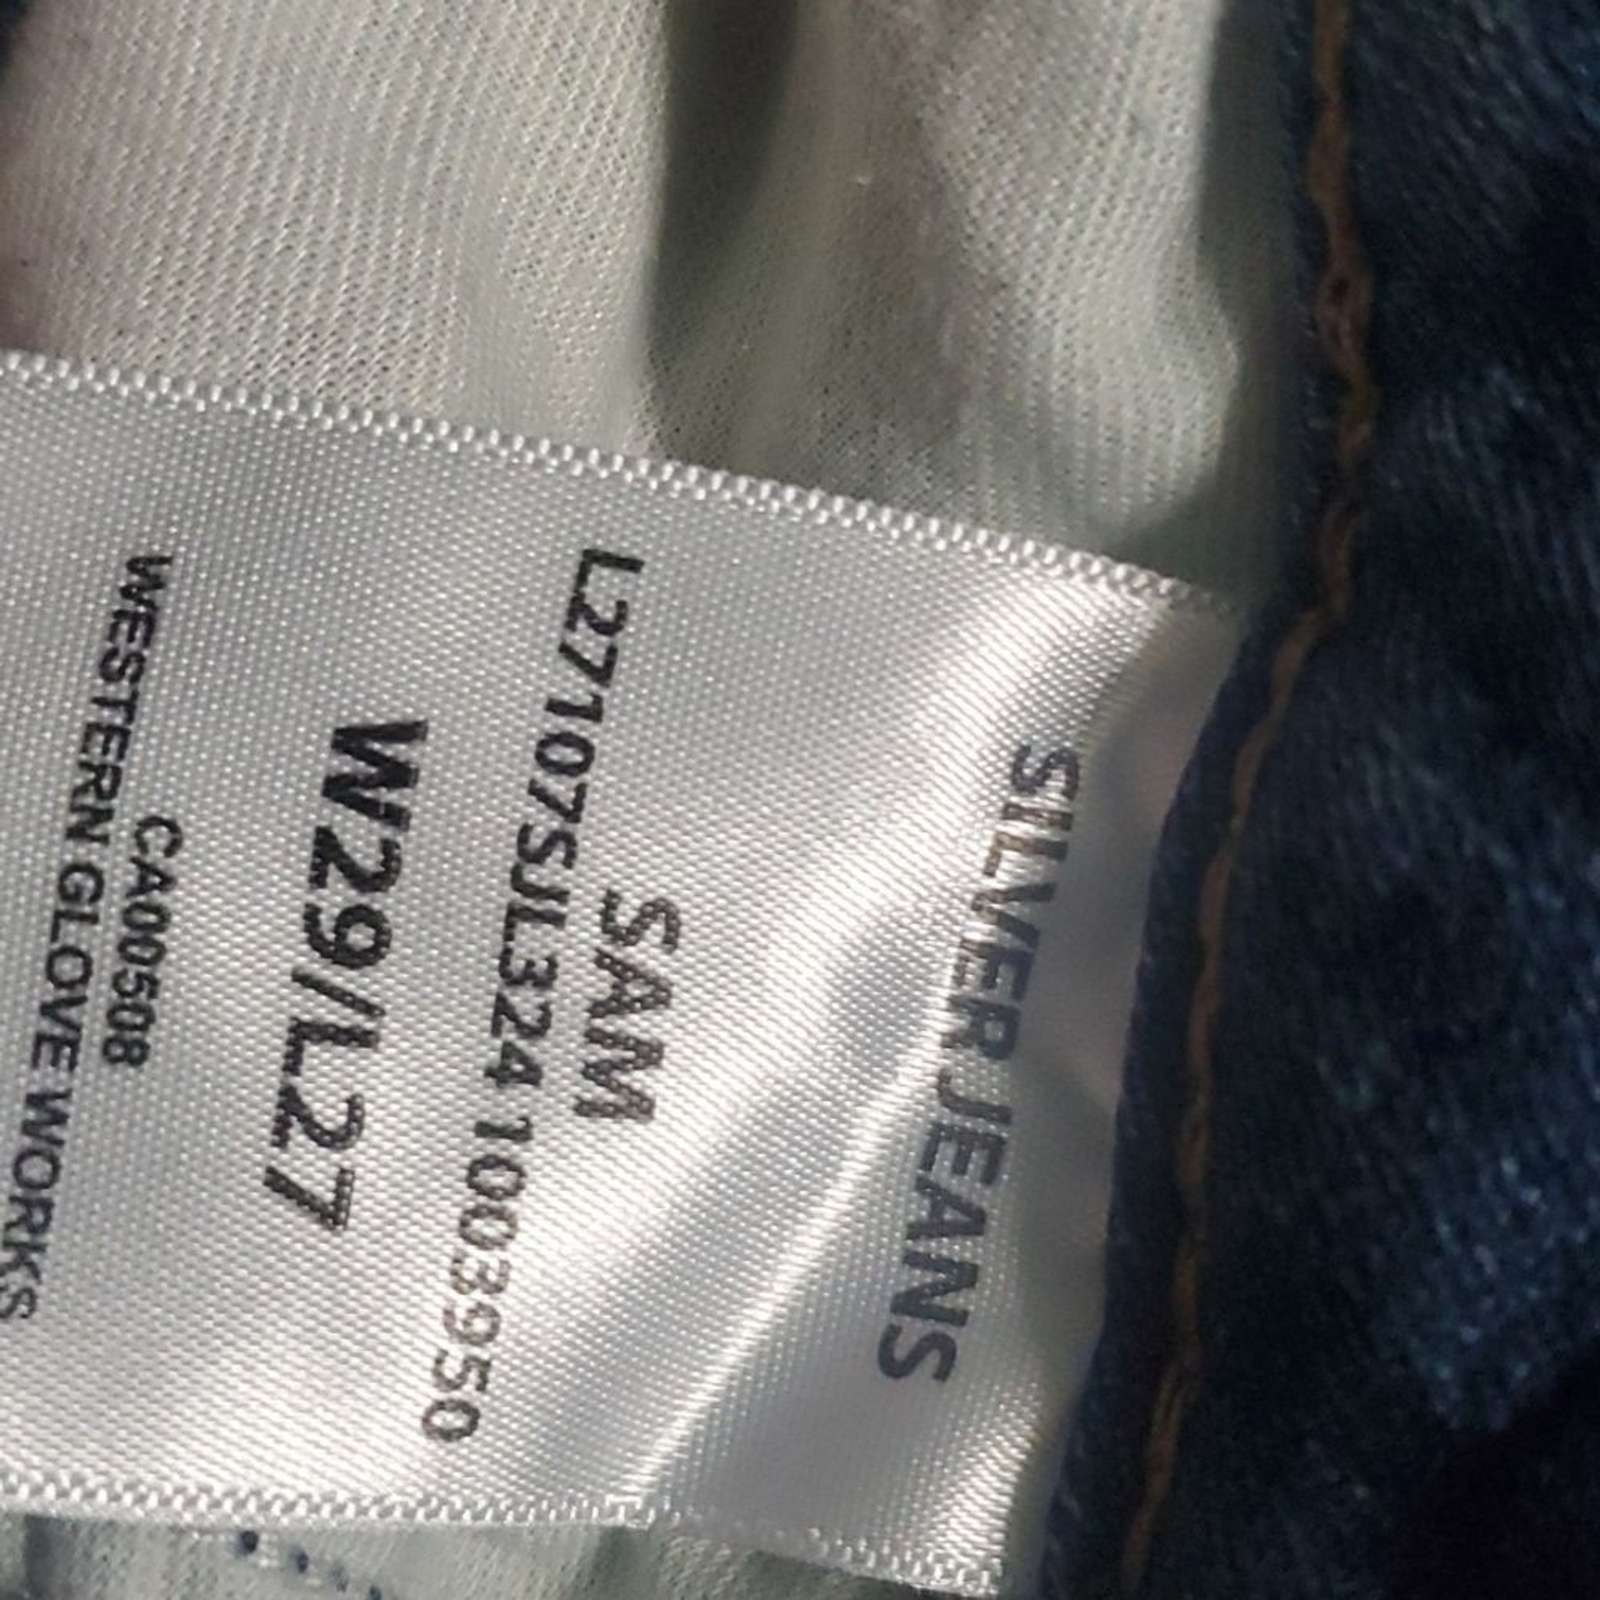 SILVER JEANS
SAM
L27107SJL324 1003950
W29/L27
CA00508
WESTERN GLOVE WORKS